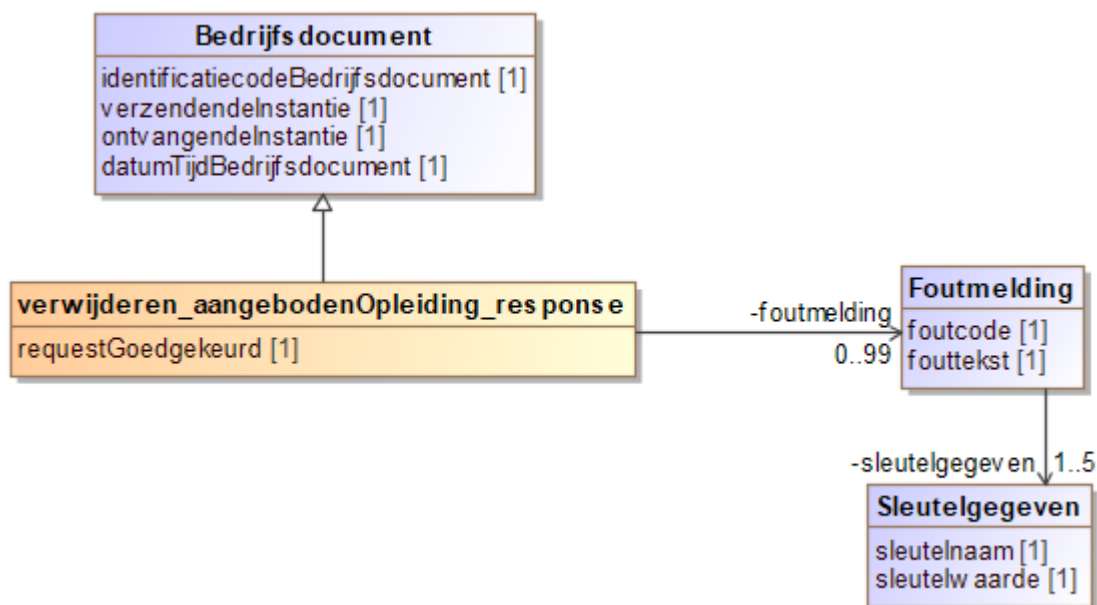 Bedrijfsdocument
identificatiecodeBedrijfsdocument [1]
verzendendeInstantie [1]
ontvangendeInstantie [1]
datumTijdBedrijfsdocument [1]
verwijderen_aangebodenOpleiding_response
requestGoedgekeurd [1]
-foutmelding
0..99
Foutmelding
foutcode [1]
fouttekst [1]
-sleutelgegeven 1..5
Sleutelgegeven
sleutelnaam [1]
sleutelwaarde [1]